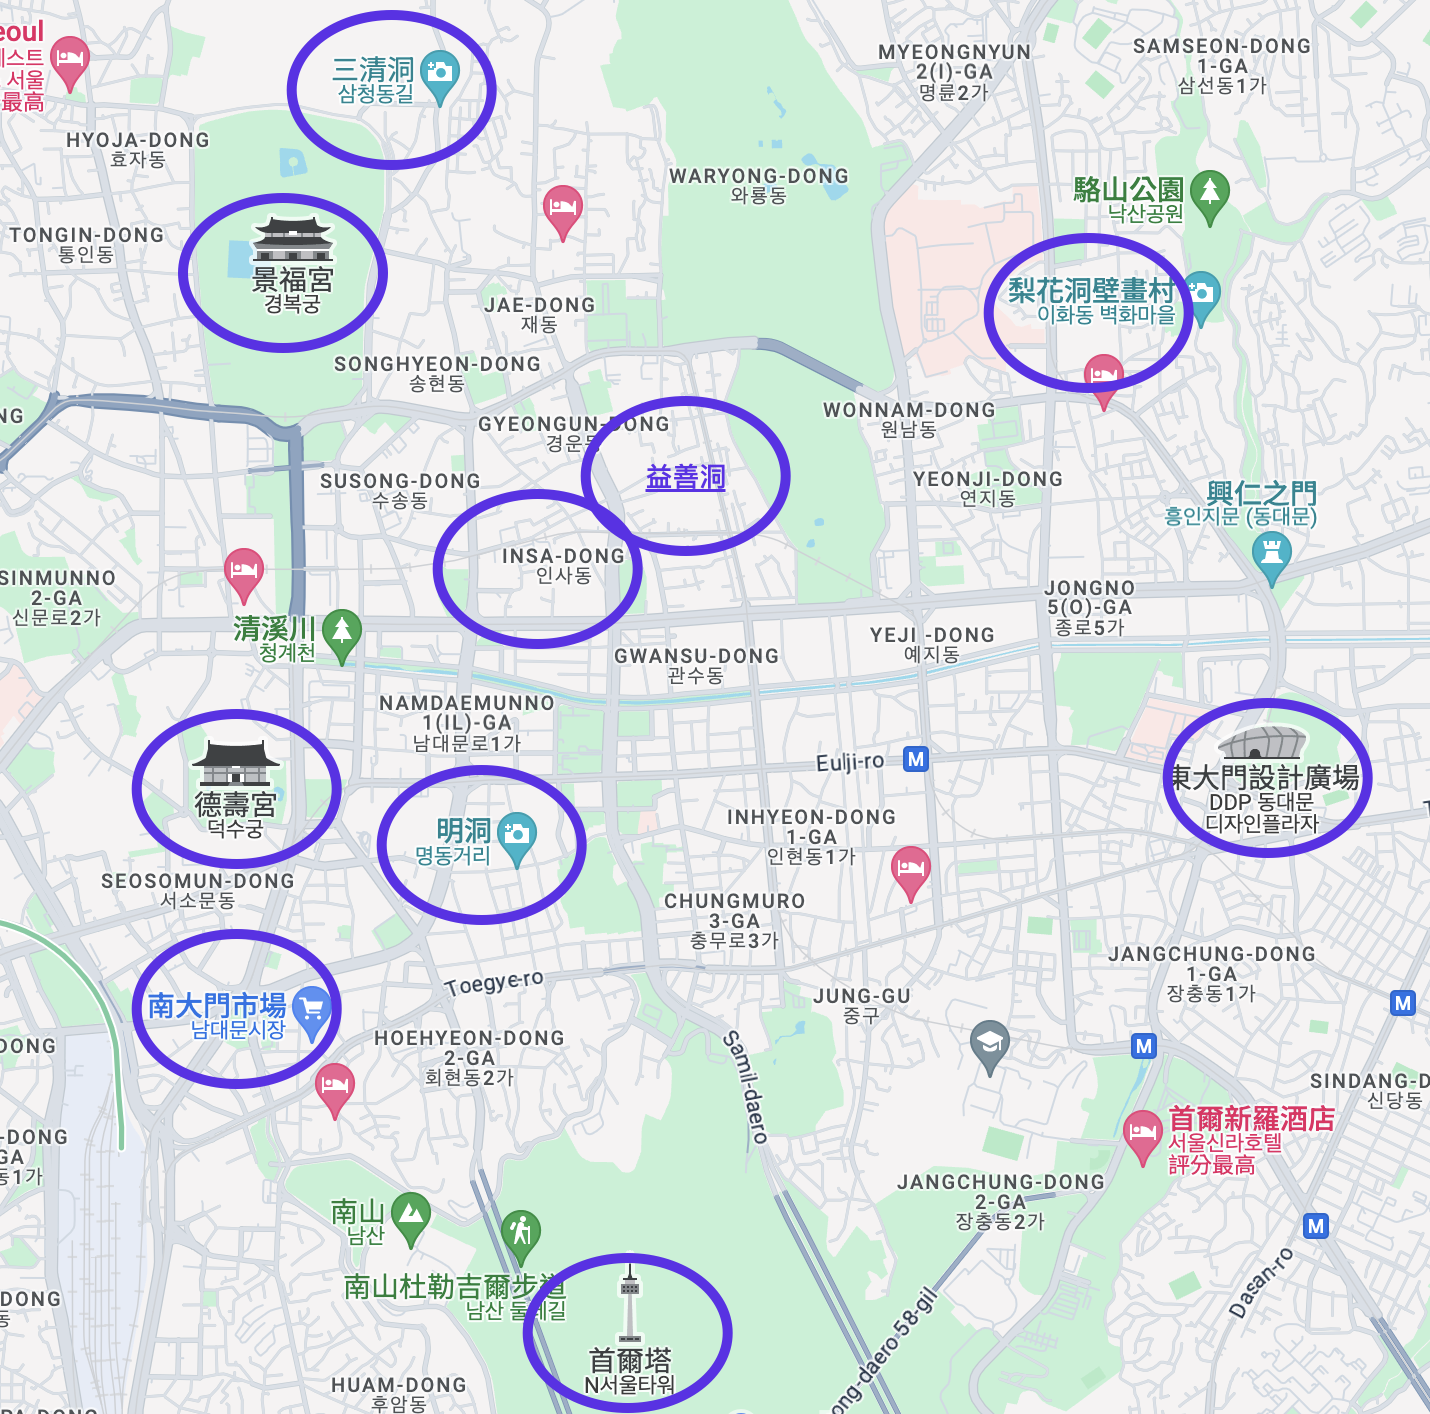 eoul
스트
서울
最高
三清洞
삼청동길
MYEONGNYUN
2(I)-GA
명륜2가
SAMSEON-DONG
1-GA
삼선동1가
HYOJA-DONG
효자동
WARYONG-DONG
와룡동
駱山公園
낙산공원
TONGIN-DONG
통인동
景福宮
경복궁
JAE-DONG
재동
梨花洞壁畫村
이화동 벽화마을
SONGHYEON-DONG
송현동
NG
GYEONGUN-DONG
경운동
WONNAM-DONG
원남동
益善洞
SUSONG-DONG
수송동
YEONJI-DONG
연지동
興仁之門
흥인지문 (동대문)
INSA-DONG
인사동
SINMUNNO
2-GA
신문로2가
JONGNO
5(O)-GA
종로5가
清溪川
청계천
YEJI -DONG
예지동
GWANSU-DONG
관수동
NAMDAEMUNNO
1(IL)-GA
남대문로1가
Eulji-ro
M
東大門設計廣場
DDP 동대문
디자인플라자
德壽宮
덕수궁
明洞
명동거리
INHYEON-DONG
1-GA
인현동1가
SEOSOMUN-DONG
서소문동
CHUNGMURO
3-GA
충무로3가
JANGCHUNG-DONG
1-GA
장충동1가
Toegye-ro
南大門市場
남대문시장
JUNG-GU
중구
M
DONG
HOEHYEON-DONG
2-GA
회현동2가
M
Samil-daero
SINDANG-D
신당동
首爾新羅酒店
서울신라호텔
評分最高
-DONG
GA
동1가
JANGCHUNG-DONG
2-GA
장충동2가
南山
남산
M
南山杜勒吉爾步道
남산 둘레길
Dasan-ro
DONG
동
ong-daero 58-gil
首爾塔
N서울타워
HUAM-DONG
후암동
PA-DONG